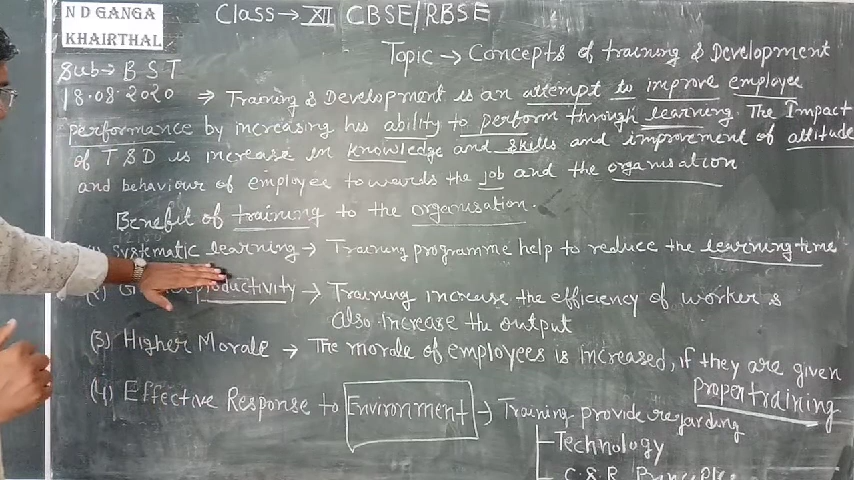 N D GANGA
KHAIRTHAL
Class → XII CBSE/RBSE
Topic → Concepts of training & Development
Sub → B S T
18.08.2020 ⇒ Training & Development is an attempt to improve employee
performance by increasing his ability to perform through learning. The Impact
of T & D is increase in knowledge and skills and improvement of attitude
and behaviour of employee towards the job and the organisation
Benefit of training to the organisation.
Systematic learning → Training programme help to reduce the learning time
(2) productivity → Training increase the efficiency of worker's
also increase the output
(3) Higher Morale → The morale of employees is increased, if they are given
Proper training
(4) Effective Response to Environment → Training provide regarding
Technology
C.S.R Principles